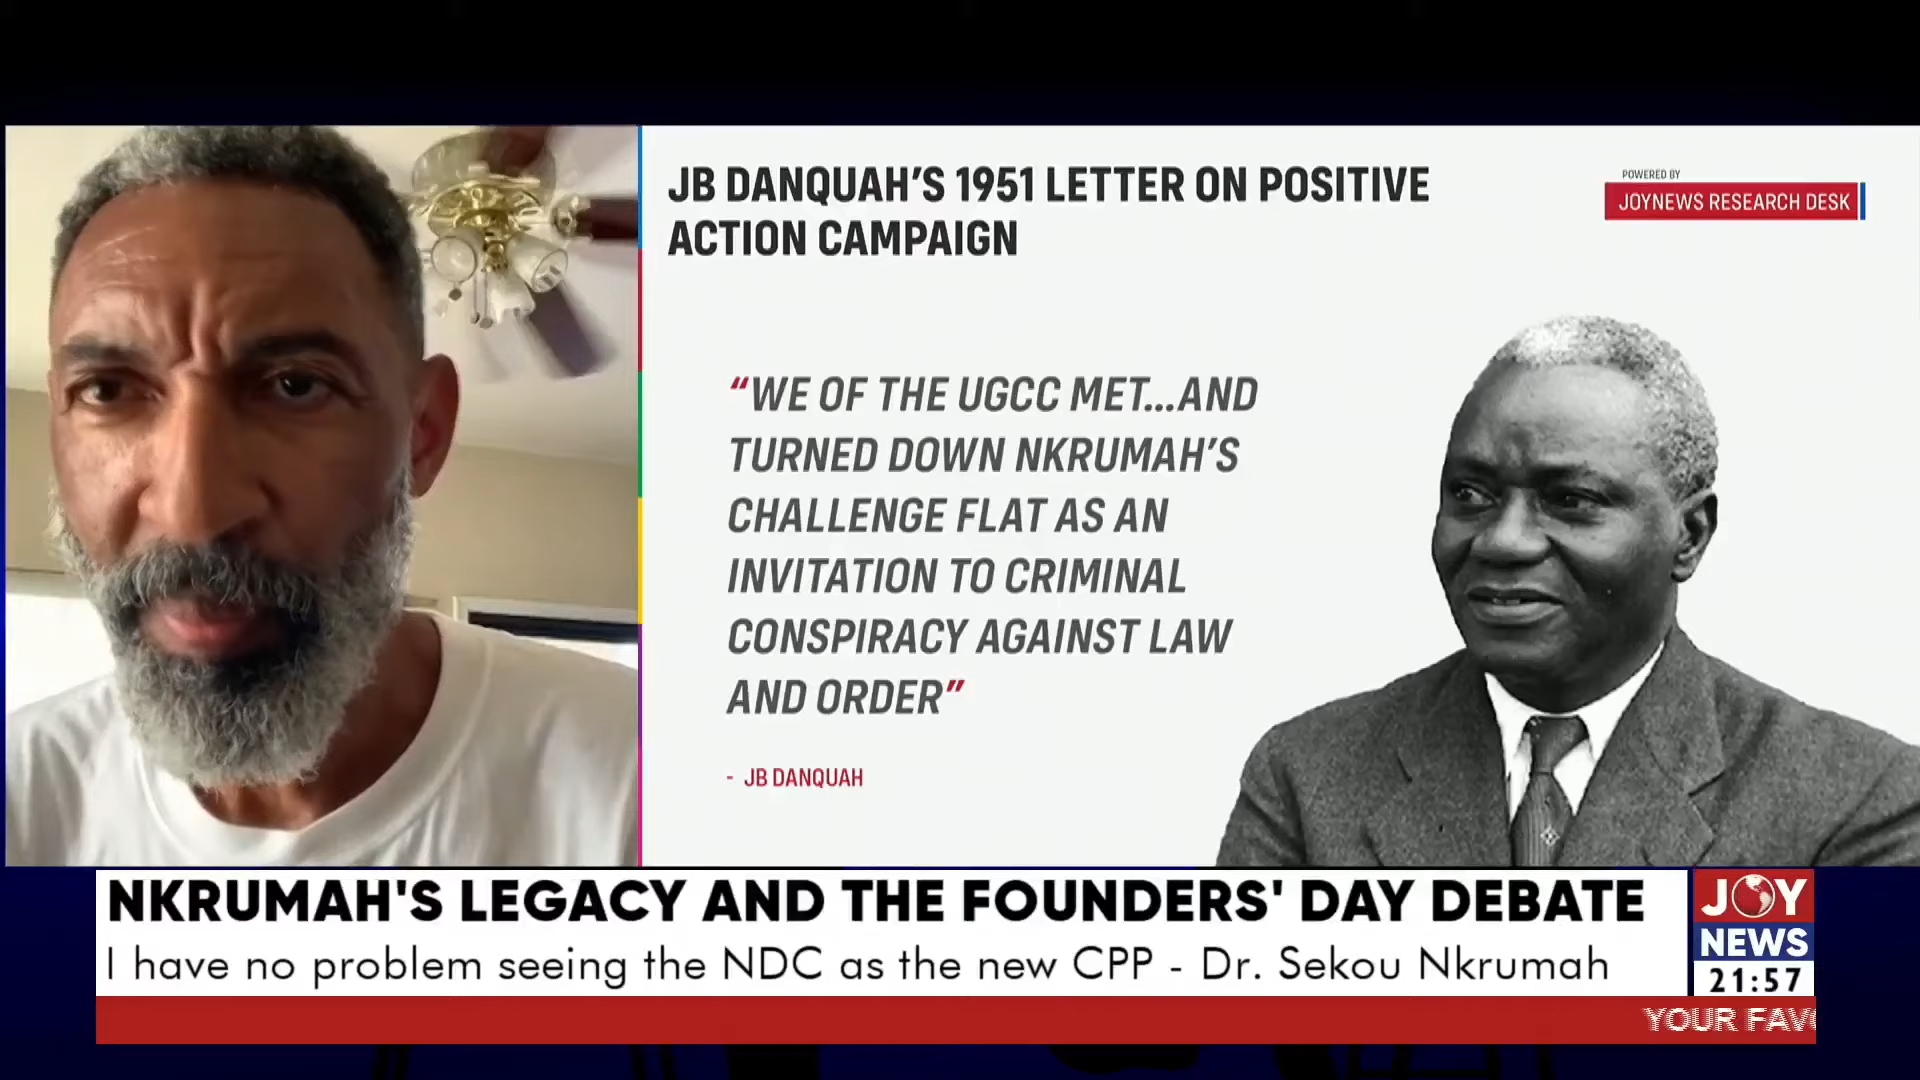 JB DANQUAH'S 1951 LETTER ON POSITIVE
ACTION CAMPAIGN
POWERED BY
JOYNEWS RESEARCH DESK
“WE OF THE UGCC MET...AND
TURNED DOWN NKRUMAH'S
CHALLENGE FLAT AS AN
INVITATION TO CRIMINAL
CONSPIRACY AGAINST LAW
AND ORDER”
- JB DANQUAH
NKRUMAH'S LEGACY AND THE FOUNDERS' DAY DEBATE
I have no problem seeing the NDC as the new CPP - Dr. Sekou Nkrumah
JOY
NEWS
21:57
YOUR